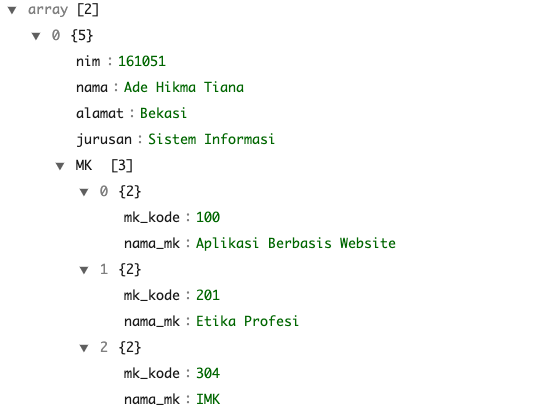 ▼ array [2]
▼ 0 {5}
nim : 161051
nama : Ade Hikma Tiana
alamat : Bekasi
jurusan : Sistem Informasi
▼ MK [3]
▼ 0 {2}
mk_kode : 100
nama_mk : Aplikasi Berbasis Website
▼ 1 {2}
mk_kode : 201
nama_mk : Etika Profesi
▼ 2 {2}
mk_kode : 304
nama_mk : IMK